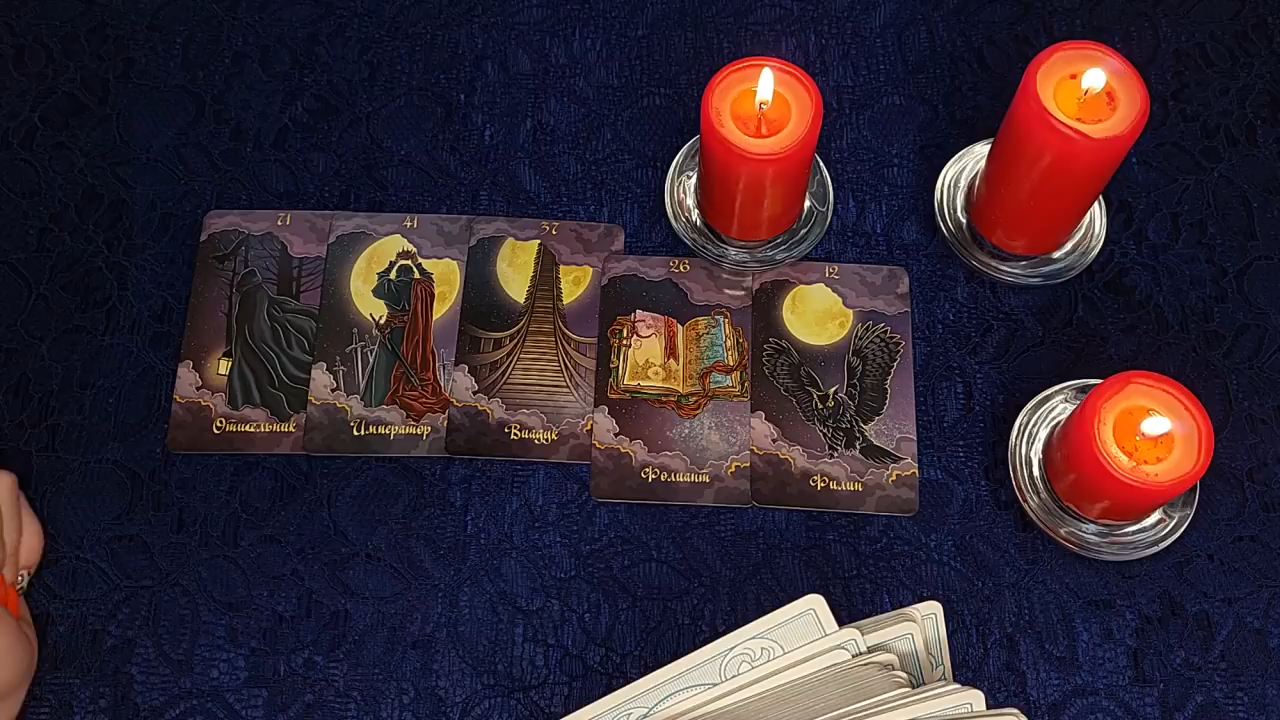 71
Отшельник
41
Император
37
Виадук
26
Фолиант
12
Филин